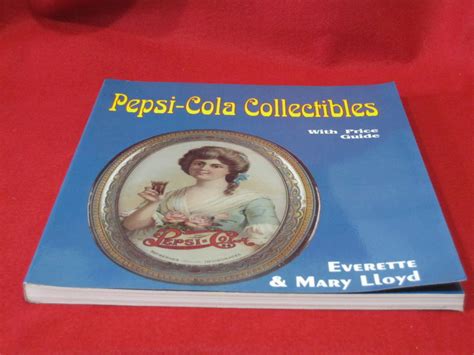 Pepsi-Cola Collectibles
With Price
Guide
PEPSI-COLA
Everette
& Mary Lloyd